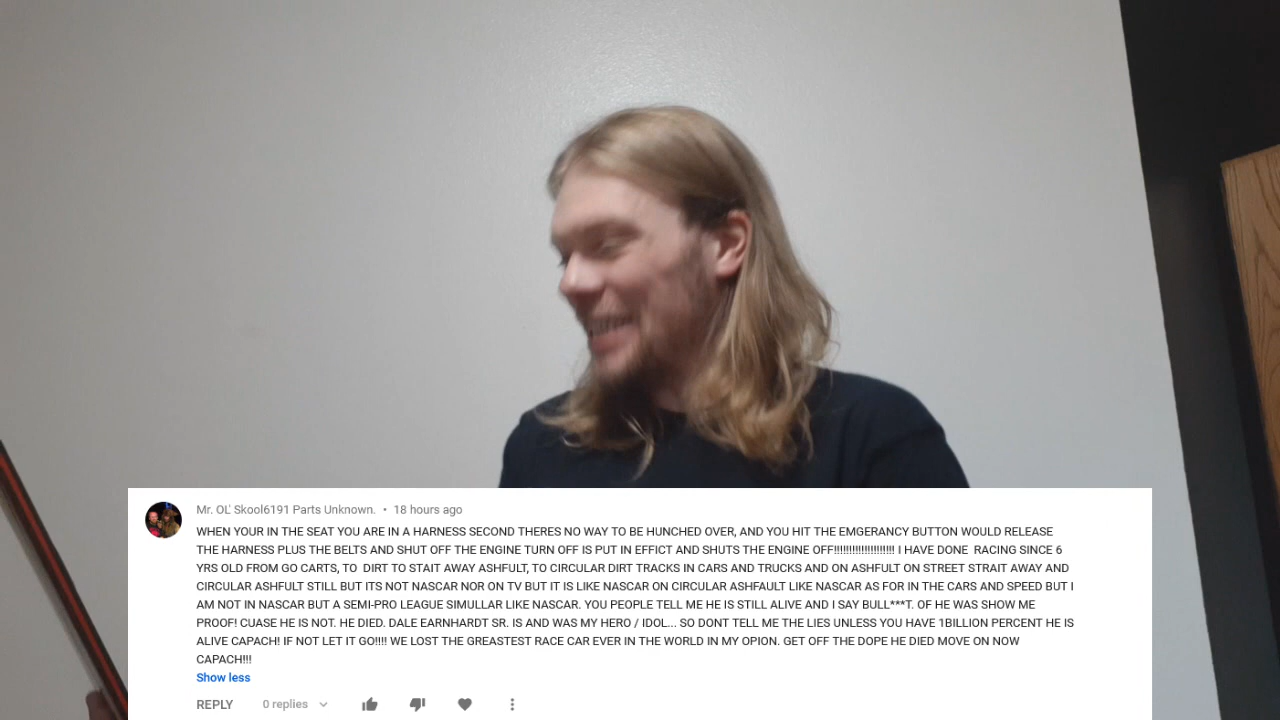 Mr. OL' Skool6191 Parts Unknown. • 18 hours ago
WHEN YOUR IN THE SEAT YOU ARE IN A HARNESS SECOND THERES NO WAY TO BE HUNCHED OVER, AND YOU HIT THE EMGERANCY BUTTON WOULD RELEASE
THE HARNESS PLUS THE BELTS AND SHUT OFF THE ENGINE TURN OFF IS PUT IN EFFICT AND SHUTS THE ENGINE OFF!!!!!!!!!!!!!!!!!!!! I HAVE DONE  RACING SINCE 6
YRS OLD FROM GO CARTS, TO  DIRT TO STAIT AWAY ASHFULT, TO CIRCULAR DIRT TRACKS IN CARS AND TRUCKS AND ON ASHFULT ON STREET STRAIT AWAY AND
CIRCULAR ASHFULT STILL BUT ITS NOT NASCAR NOR ON TV BUT IT IS LIKE NASCAR ON CIRCULAR ASHFAULT LIKE NASCAR AS FOR IN THE CARS AND SPEED BUT I
AM NOT IN NASCAR BUT A SEMI-PRO LEAGUE SIMULLAR LIKE NASCAR. YOU PEOPLE TELL ME HE IS STILL ALIVE AND I SAY BULL***T. OF HE WAS SHOW ME
PROOF! CUASE HE IS NOT. HE DIED. DALE EARNHARDT SR. IS AND WAS MY HERO / IDOL... SO DONT TELL ME THE LIES UNLESS YOU HAVE 1BILLION PERCENT HE IS
ALIVE CAPACH! IF NOT LET IT GO!!!! WE LOST THE GREASTEST RACE CAR EVER IN THE WORLD IN MY OPION. GET OFF THE DOPE HE DIED MOVE ON NOW
CAPACH!!!
Show less
REPLY 0 replies